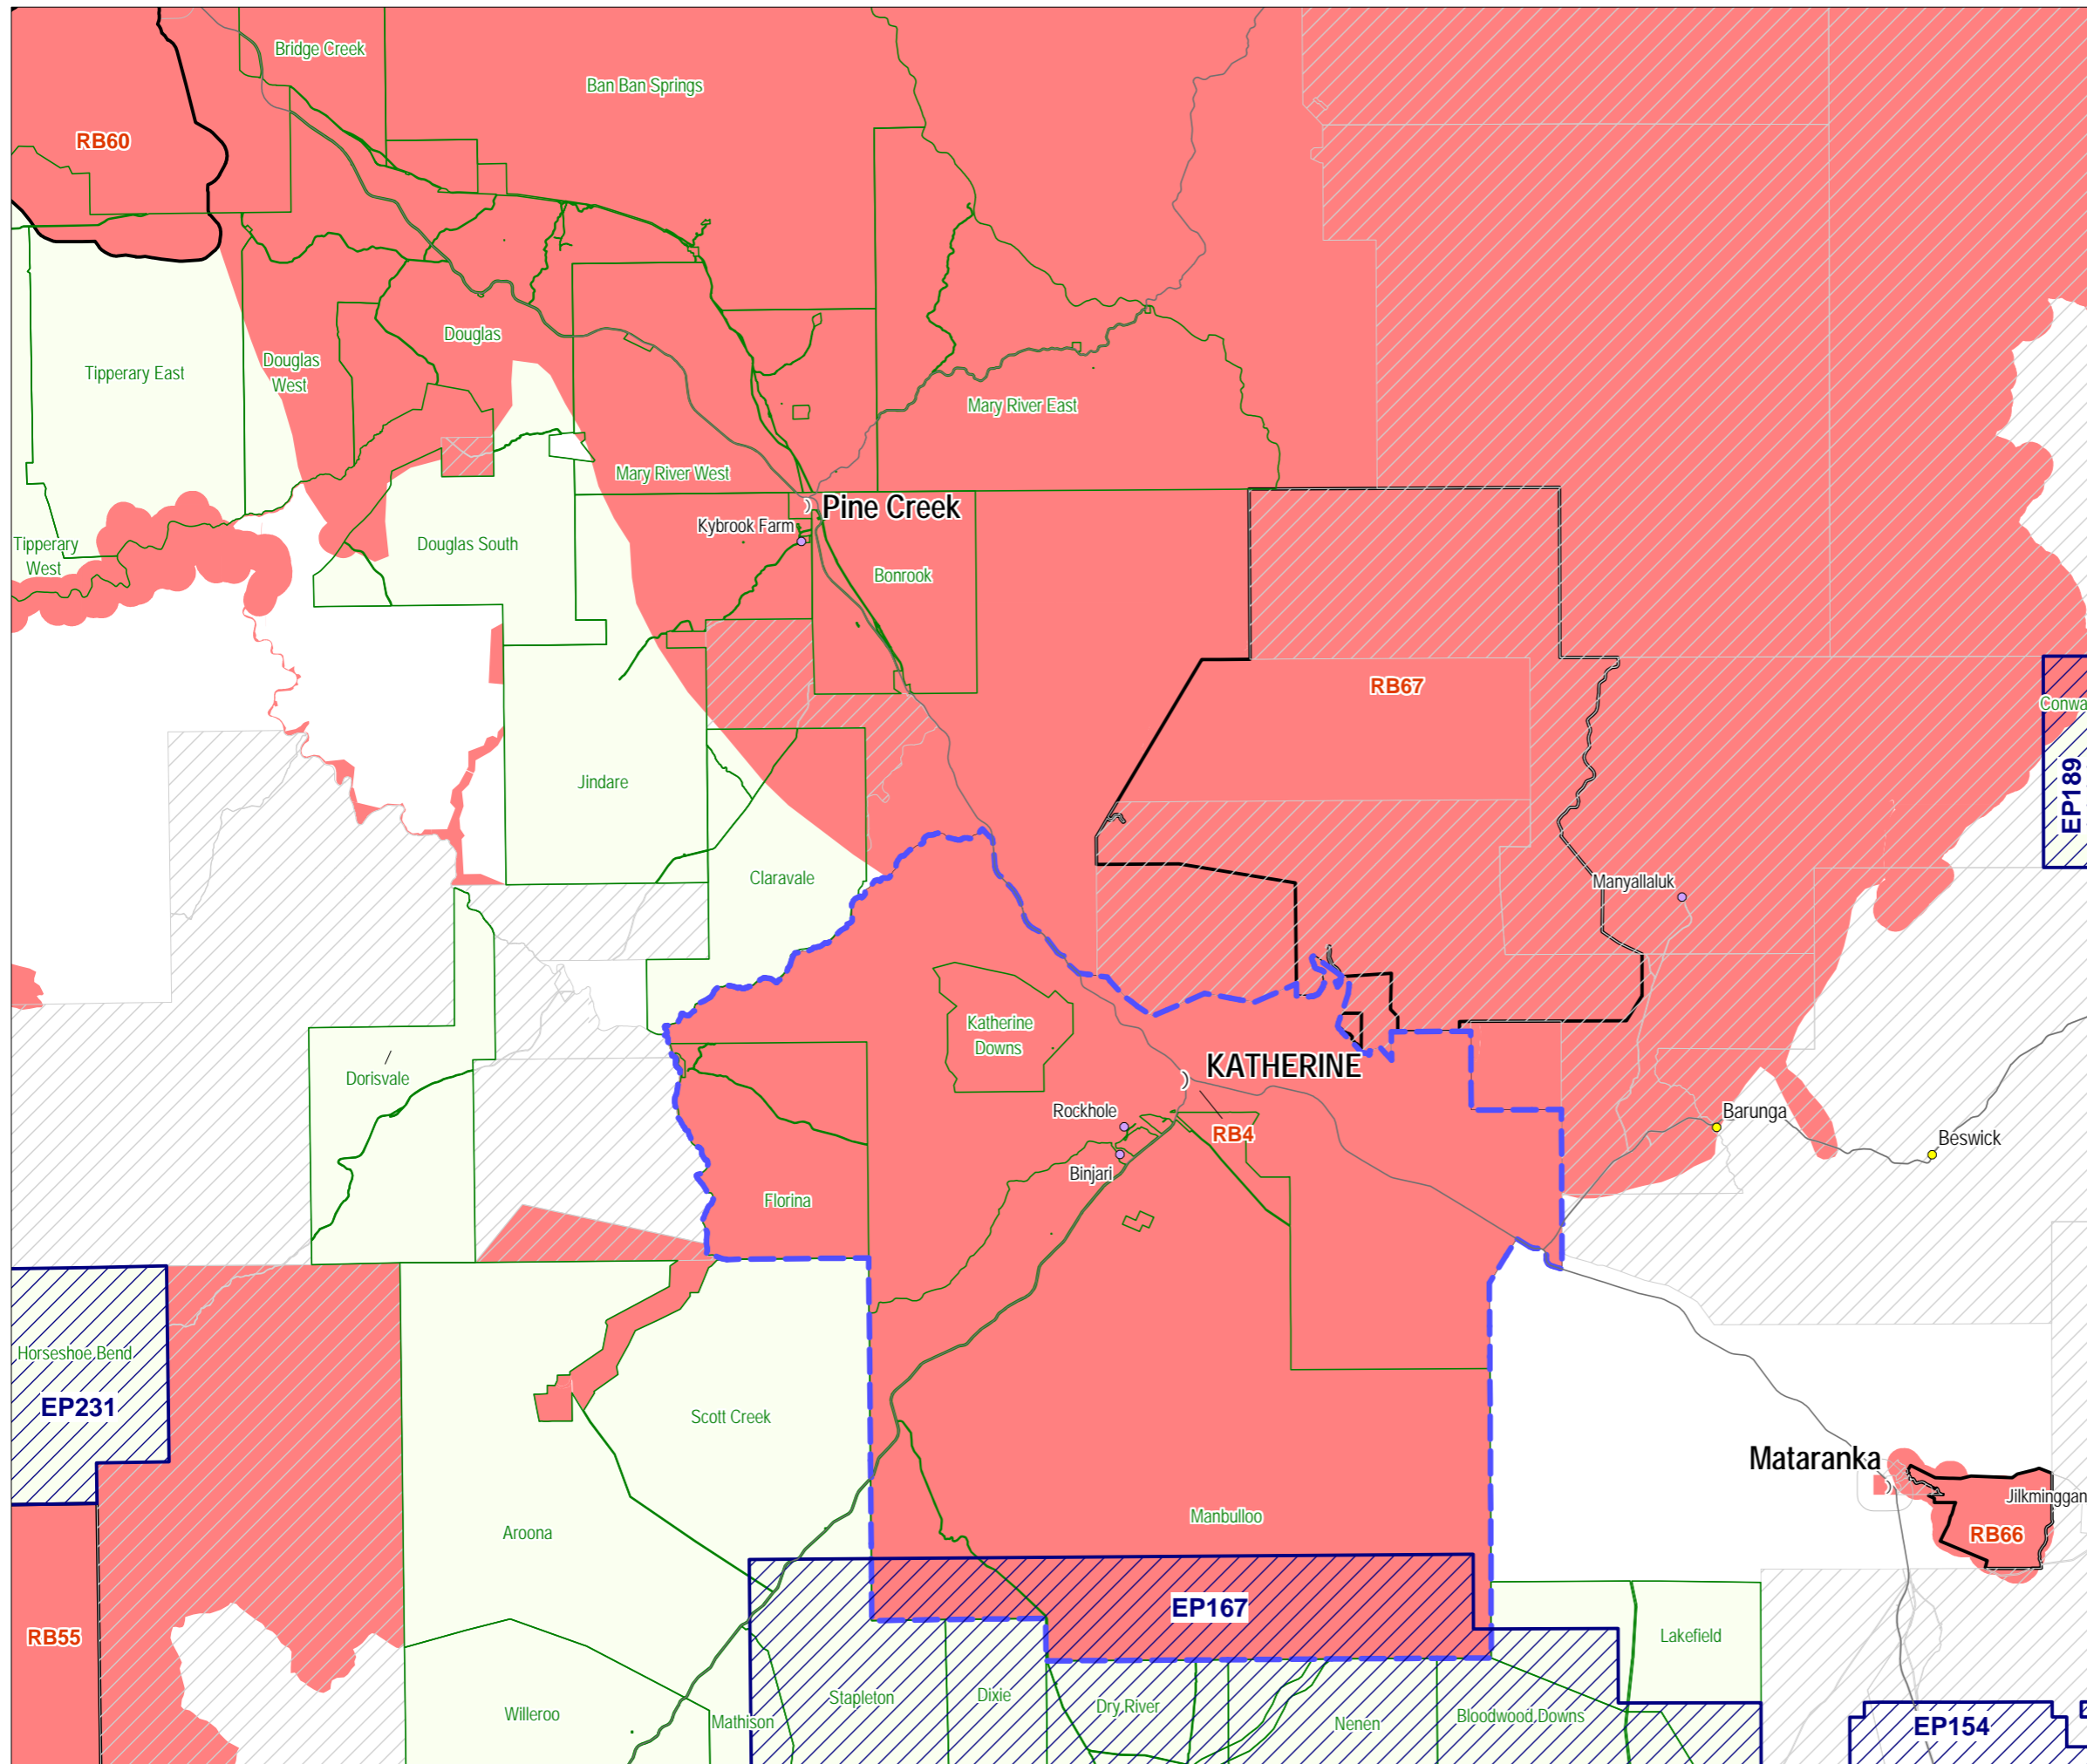 Bridge Creek
Ban Ban Springs
RB60
Douglas
Tipperary East
Douglas
West
Mary River East
Mary River West
Pine Creek
Kybrook Farm
Tipperary
West
Douglas South
Bonrook
RB67
Conwa
Jindare
EP189
Claravale
Manyallaluk
Katherine
Downs
KATHERINE
Dorisvale
Rockhole
Barunga
RB4
Beswick
Binjari
Florina
Horseshoe Bend
EP231
Scott Creek
Mataranka
Jilkminggan
Manbulloo
Aroona
RB66
EP167
RB55
Lakefield
Stapleton
Dixie
Dry River
Willeroo
Mathison
Nenen
Bloodwood Downs
EP154